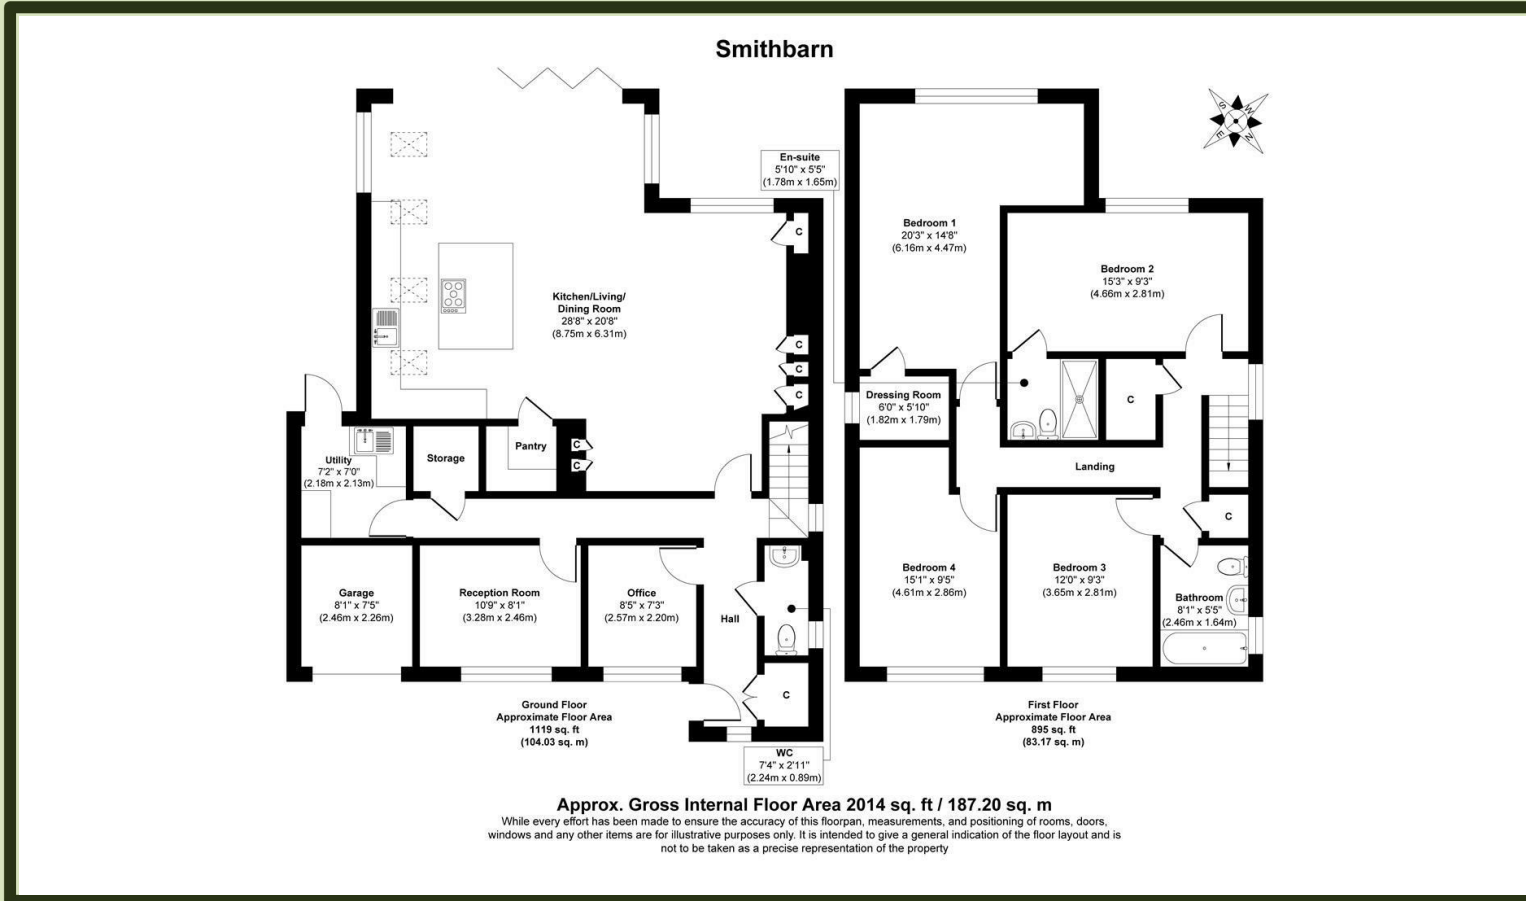 Smithbarn
S
W
E
N
En-suite
5'10" x 5'5"
(1.78m x 1.65m)
C
Kitchen/Living/
Dining Room
28'8" x 20'8"
(8.75m x 6.31m)
C
C
C
Pantry
C
C
Storage
Utility
7'2" x 7'0"
(2.18m x 2.13m)
Garage
8'1" x 7'5"
(2.46m x 2.26m)
Reception Room
10'9" x 8'1"
(3.28m x 2.46m)
Office
8'5" x 7'3"
(2.57m x 2.20m)
Hall
C
WC
7'4" x 2'11"
(2.24m x 0.89m)
Ground Floor
Approximate Floor Area
1119 sq. ft
(104.03 sq. m)
Bedroom 1
20'3" x 14'8"
(6.16m x 4.47m)
Bedroom 2
15'3" x 9'3"
(4.66m x 2.81m)
Dressing Room
6'0" x 5'10"
(1.82m x 1.79m)
C
Landing
C
Bedroom 4
15'1" x 9'5"
(4.61m x 2.86m)
Bedroom 3
12'0" x 9'3"
(3.65m x 2.81m)
Bathroom
8'1" x 5'5"
(2.46m x 1.64m)
First Floor
Approximate Floor Area
895 sq. ft
(83.17 sq. m)
Approx. Gross Internal Floor Area 2014 sq. ft / 187.20 sq. m
While every effort has been made to ensure the accuracy of this floorpan, measurements, and positioning of rooms, doors,
windows and any other items are for illustrative purposes only. It is intended to give a general indication of the floor layout and is
not to be taken as a precise representation of the property